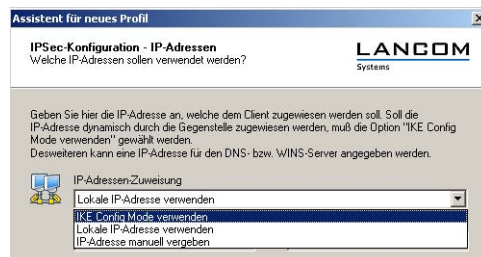 Assistent für neues Profil
IPSec-Konfiguration - IP-Adressen
Welche IP-Adressen sollen verwendet werden?
LANCOM
Systems
Geben Sie hier die IP-Adresse an, welche dem Client zugewiesen werden soll. Soll die
IP-Adresse dynamisch durch die Gegenstelle zugewiesen werden, muß die Option "IKE Config
Mode verwenden" gewählt werden.
Desweiteren kann eine IP-Adresse für den DNS- bzw. WINS-Server angegeben werden.
IP-Adressen-Zuweisung
Lokale IP-Adresse verwenden
IKE Config Mode verwenden
Lokale IP-Adresse verwenden
IP-Adresse manuell vergeben